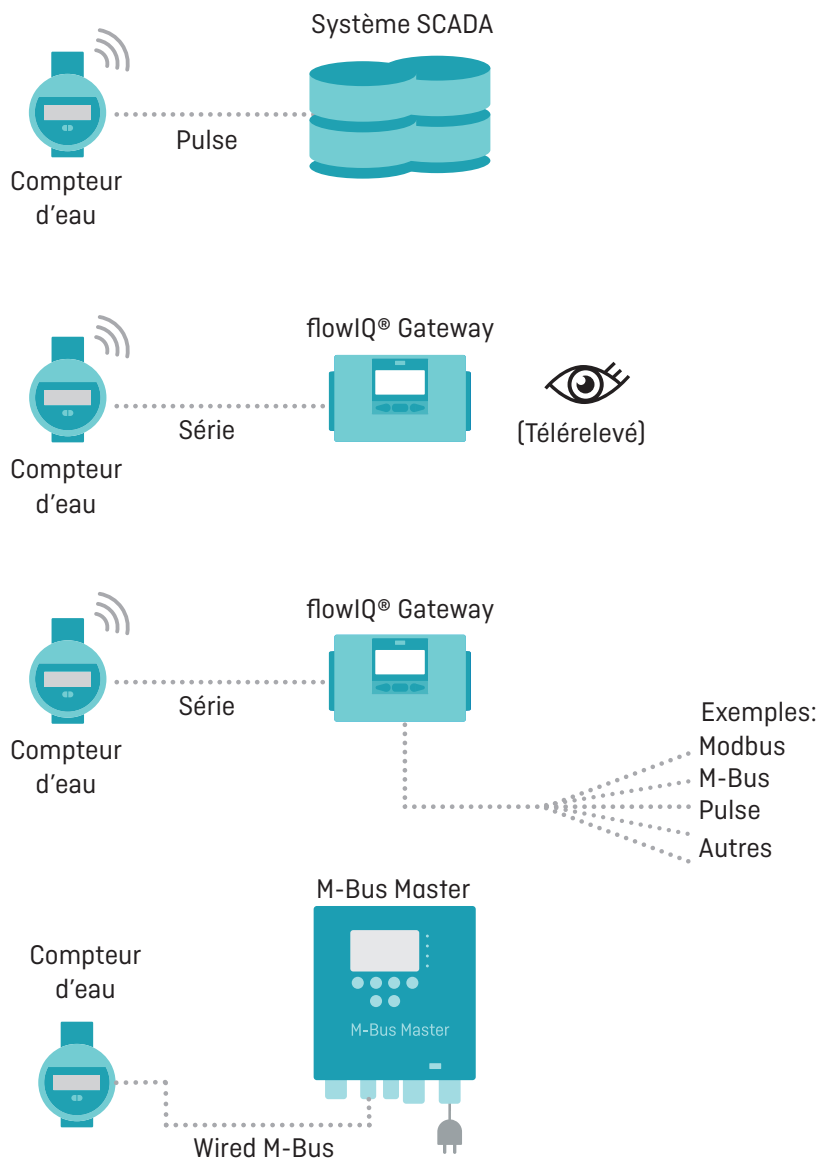 Système SCADA
Pulse
Compteur
d'eau
flowIQ® Gateway
Série
(Télérelevé)
Compteur
d'eau
flowIQ® Gateway
Série
Compteur
d'eau
Exemples:
Modbus
M-Bus
Pulse
Autres
M-Bus Master
Compteur
d'eau
M-Bus Master
Wired M-Bus